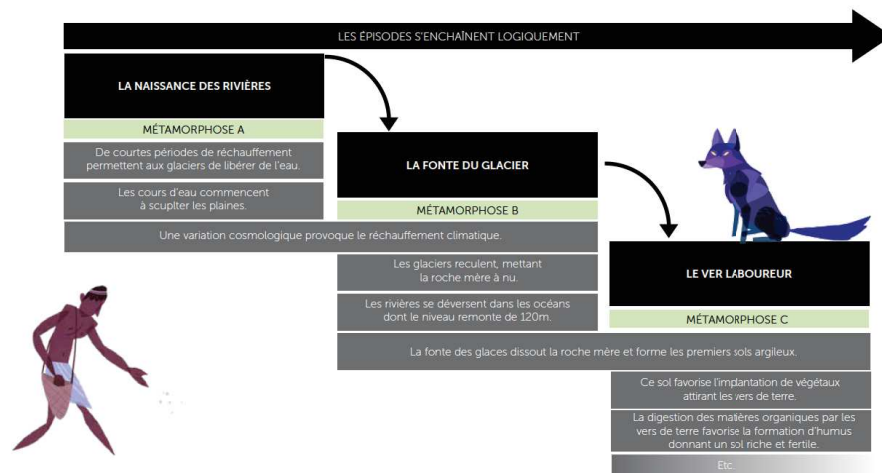 LES ÉPISODES S'ENCHAÎNENT LOGIQUEMENT
LA NAISSANCE DES RIVIÈRES
MÉTAMORPHOSE A
De courtes périodes de réchauffement
permettent aux glaciers de libérer de l'eau.
Les cours d'eau commencent
à scuplter les plaines.
LA FONTE DU GLACIER
MÉTAMORPHOSE B
Une variation cosmologique provoque le réchauffement climatique.
Les glaciers reculent, mettant
la roche mère à nu.
Les rivières se déversent dans les océans
dont le niveau remonte de 120m.
LE VER LABOUREUR
MÉTAMORPHOSE C
La fonte des glaces dissout la roche mère et forme les premiers sols argileux.
Ce sol favorise l'implantation de végétaux
attirant les vers de terre.
La digestion des matières organiques par les
vers de terre favorise la formation d'humus
donnant un sol riche et fertile.
Etc.